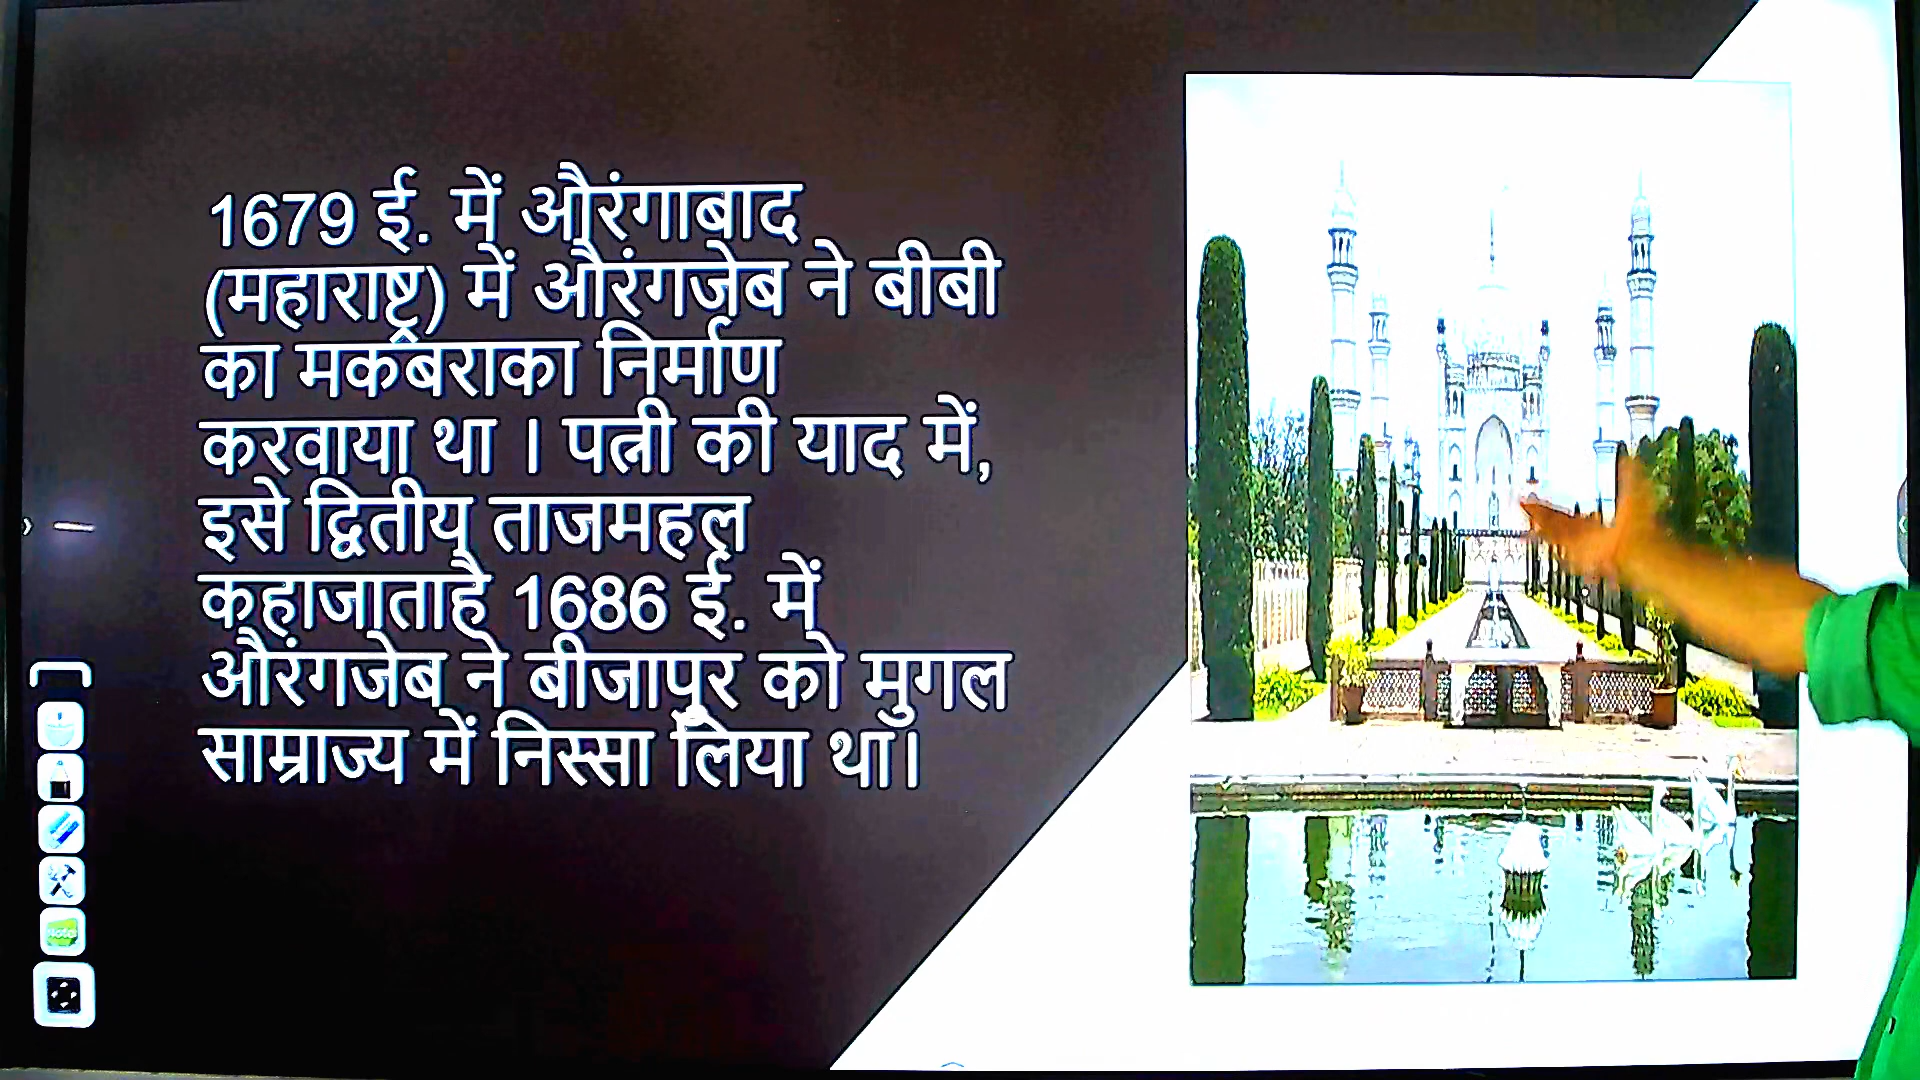 1679 ई. में औरंगाबाद
(महाराष्ट्र) में औरंगजेब ने बीबी
का मकबराका निर्माण
करवाया था । पत्नी की याद में,
इसे द्वितीय ताजमहल
कहाजाताहै 1686 ई. में
औरंगजेब ने बीजापुर को मुगल
साम्राज्य में निस्सा लिया था।